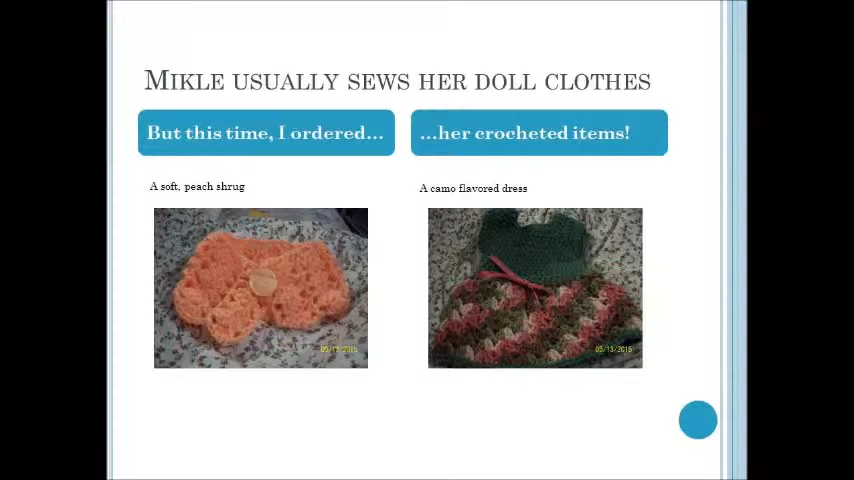 Mikle usually sews her doll clothes
But this time, I ordered...
...her crocheted items!
A soft, peach shrug
A camo flavored dress
05/13/2015
05/13/2015